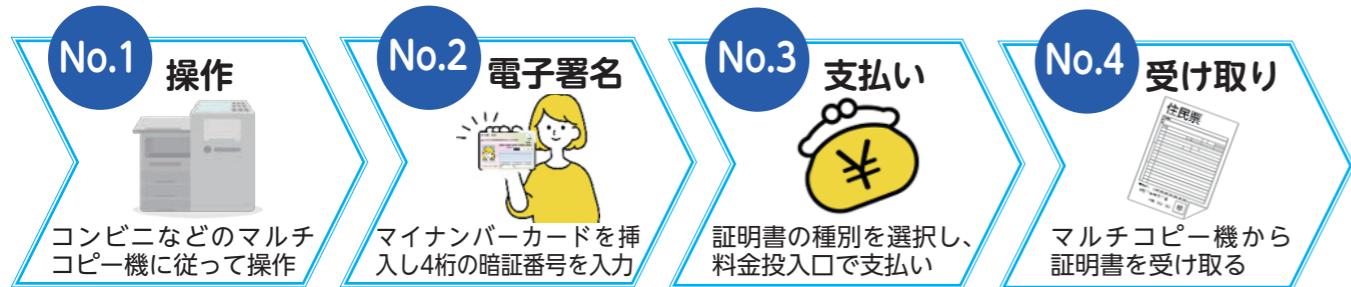 No.1
操作
コンビニなどのマルチ
コピー機に従って操作
No.2
電子署名
マイナンバーカードを挿
入し4桁の暗証番号を入力
No.3
支払い
¥
証明書の種別を選択し、
料金投入口で支払い
No.4
受け取り
住民票
マルチコピー機から
証明書を受け取る